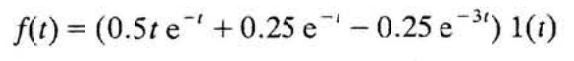 f(t) = (0.5t e⁻ᵗ + 0.25 e⁻ᵗ − 0.25 e⁻³ᵗ) 1(t)